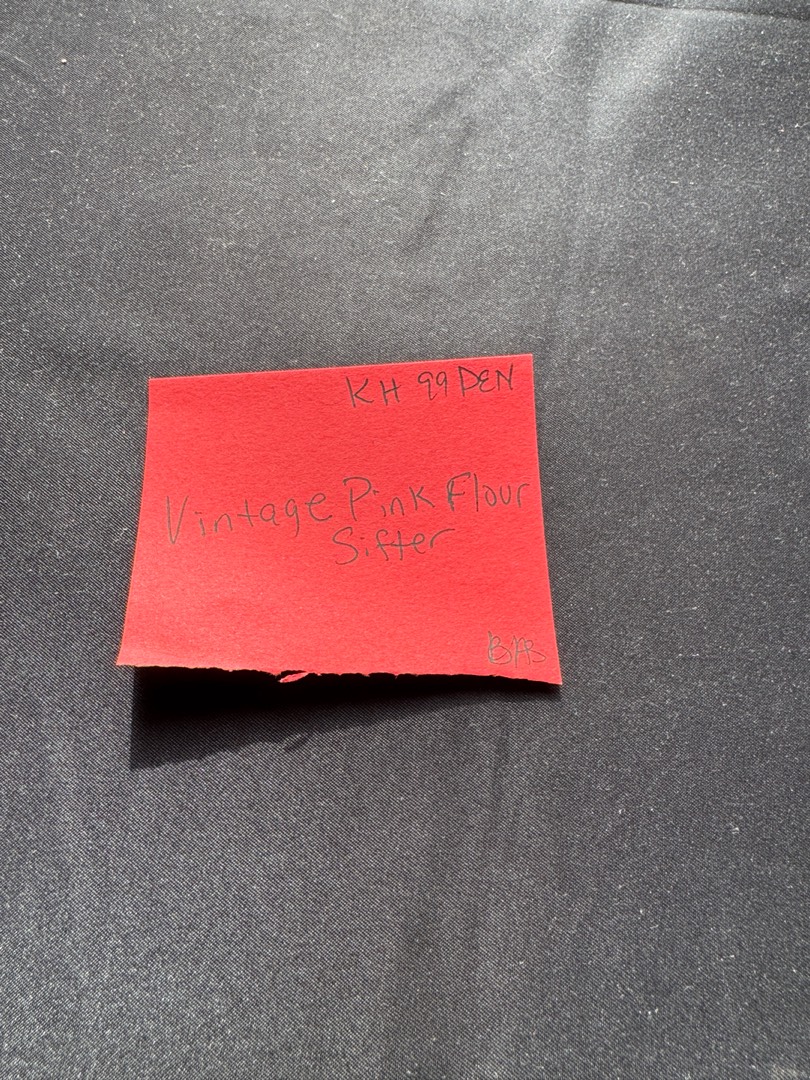 KH 99 PEN
Vintage Pink Flour
Sifter